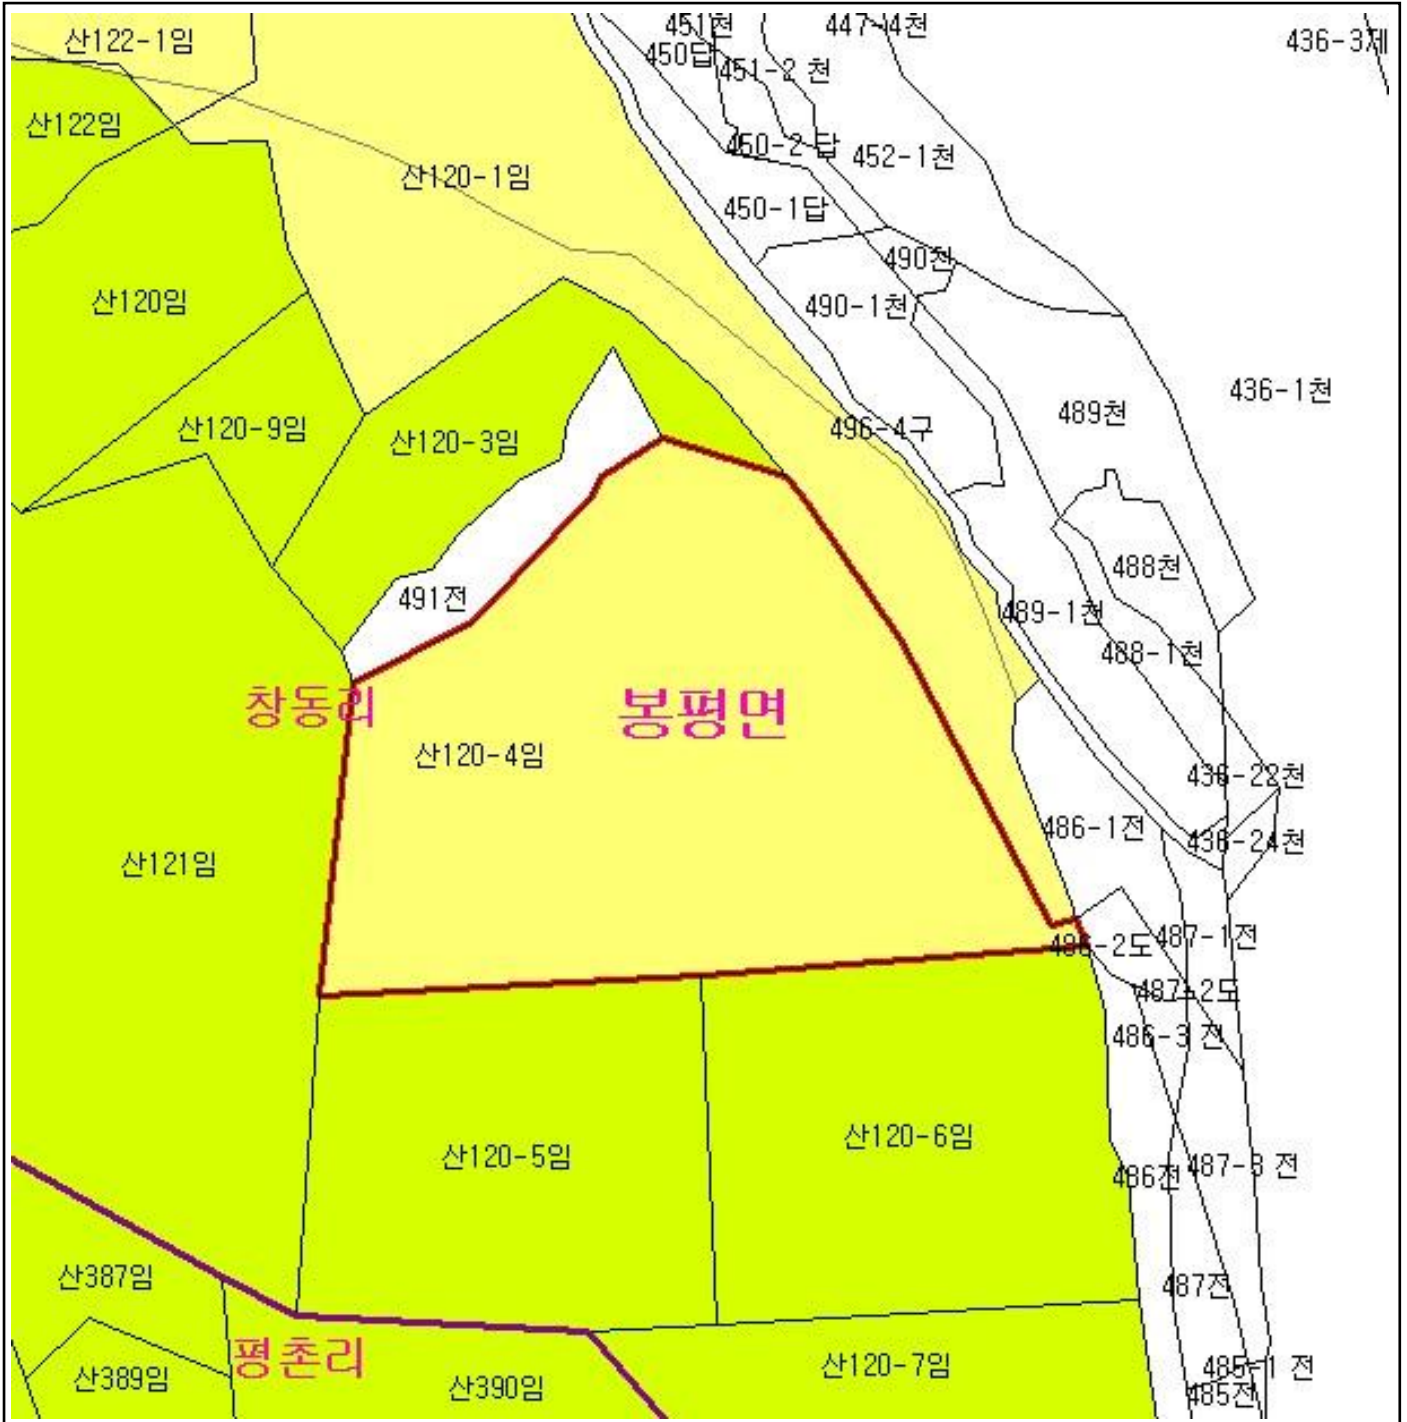 산122-1임
451천
447-4천
450답
451-2 천
436-3제
산122임
450-2 답
452-1천
산120-1임
450-1답
490천
산120임
490-1천
436-1천
489천
산120-9임
산120-3임
496-4구
488천
491전
489-1천
488-1천
창동리
봉평면
산120-4임
436-22천
486-1전
436-24천
산121임
486-2도
487-1전
487-2도
486-3 전
산120-5임
산120-6임
486전
487-3 전
산387임
487전
평촌리
산120-7임
485-1 전
산389임
산390임
485전